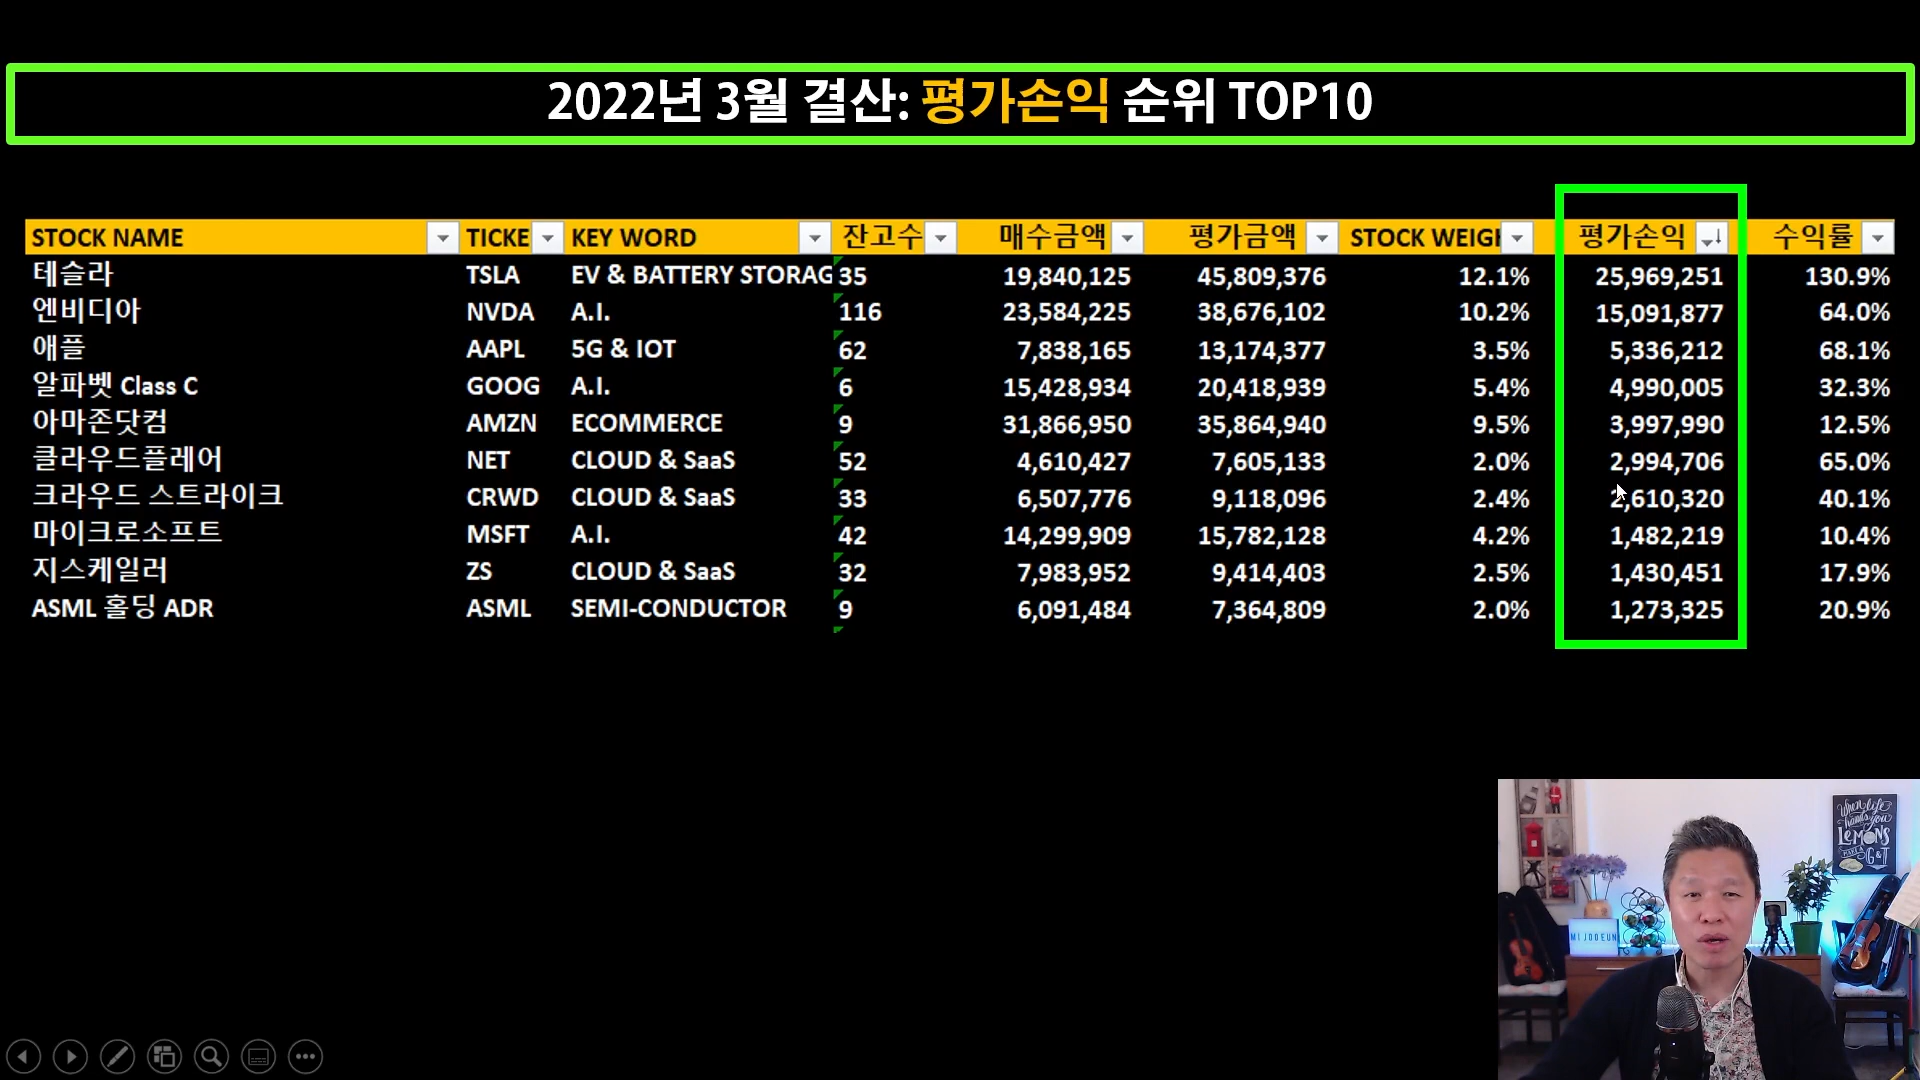 2022년 3월 결산: 평가손익 순위 TOP10
STOCK NAME TICKE KEY WORD 잔고수 매수금액 평가금액 STOCK WEIGH 평가손익 수익률
테슬라 TSLA EV & BATTERY STORAG 35 19,840,125 45,809,376 12.1% 25,969,251 130.9%
엔비디아 NVDA A.I. 116 23,584,225 38,676,102 10.2% 15,091,877 64.0%
애플 AAPL 5G & IOT 62 7,838,165 13,174,377 3.5% 5,336,212 68.1%
알파벳 Class C GOOG A.I. 6 15,428,934 20,418,939 5.4% 4,990,005 32.3%
아마존닷컴 AMZN ECOMMERCE 9 31,866,950 35,864,940 9.5% 3,997,990 12.5%
클라우드플레어 NET CLOUD & SaaS 52 4,610,427 7,605,133 2.0% 2,994,706 65.0%
크라우드 스트라이크 CRWD CLOUD & SaaS 33 6,507,776 9,118,096 2.4% 2,610,320 40.1%
마이크로소프트 MSFT A.I. 42 14,299,909 15,782,128 4.2% 1,482,219 10.4%
지스케일러 ZS CLOUD & SaaS 32 7,983,952 9,414,403 2.5% 1,430,451 17.9%
ASML 홀딩 ADR ASML SEMI-CONDUCTOR 9 6,091,484 7,364,809 2.0% 1,273,325 20.9%
When life
hands you
LEMONS
MAKE A
G&T
MI JOOEUN